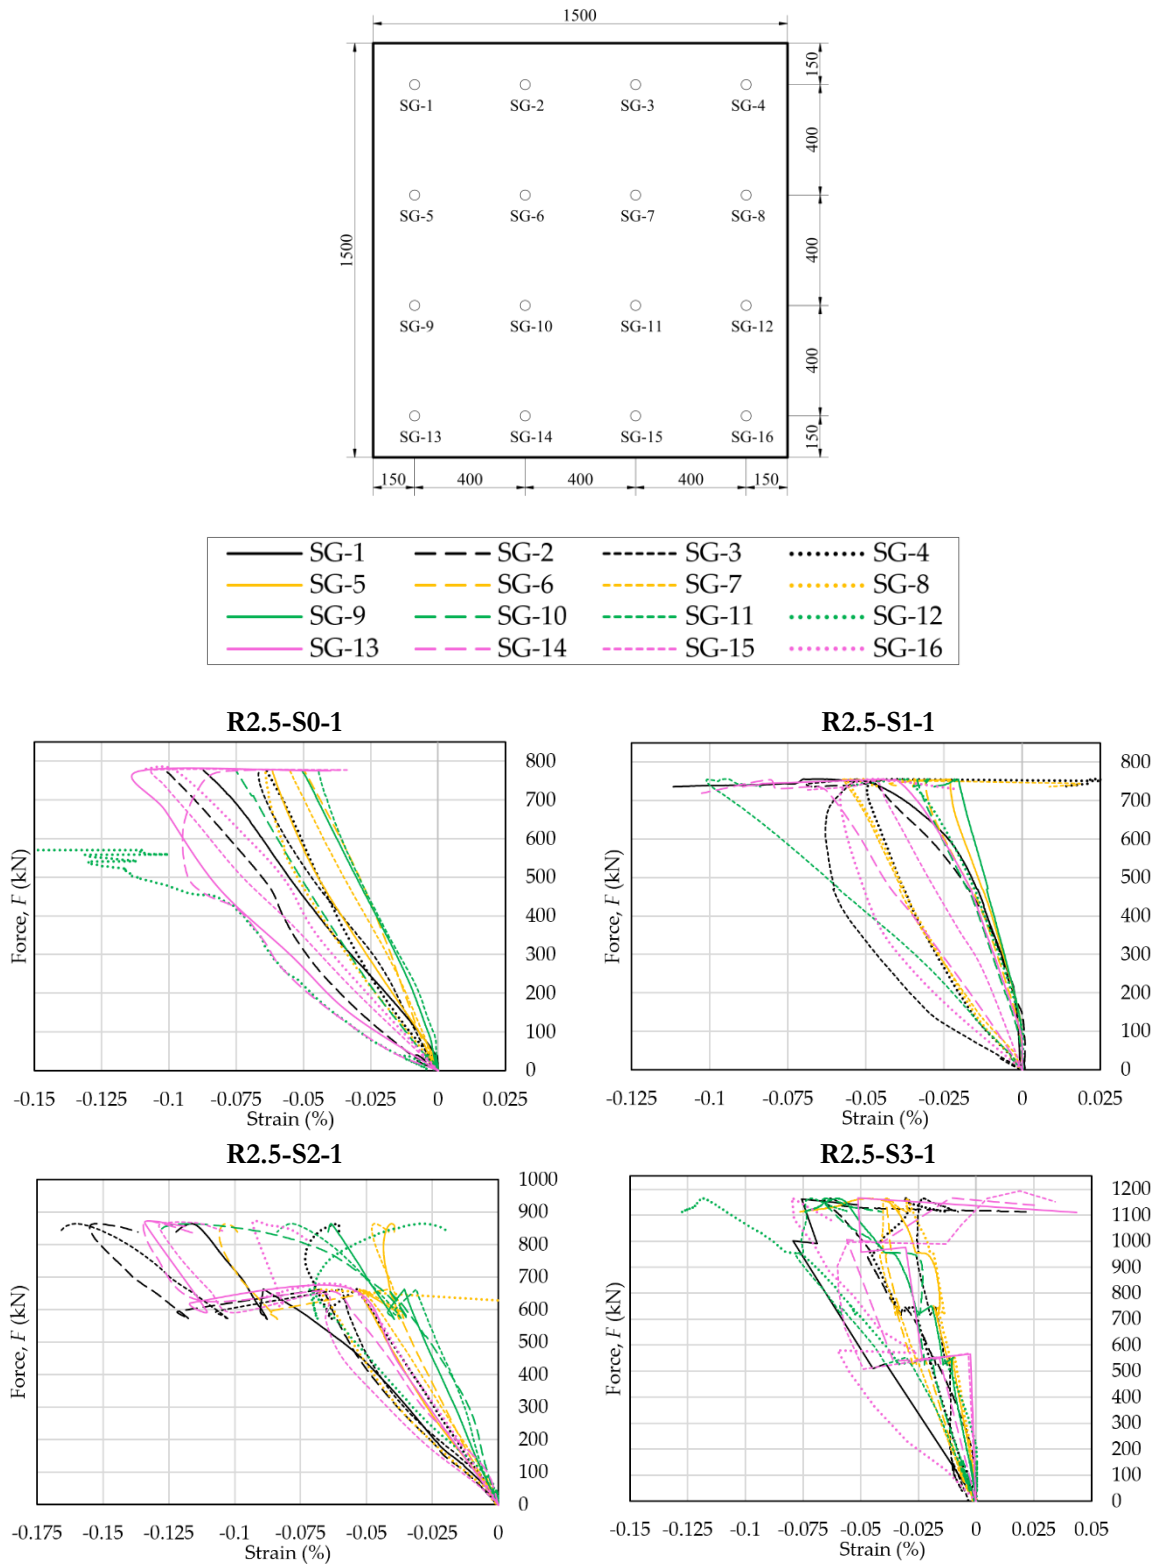 1500
150
SG-1 SG-2 SG-3 SG-4
400
SG-5 SG-6 SG-7 SG-8
1500
400
SG-9 SG-10 SG-11 SG-12
400
SG-13 SG-14 SG-15 SG-16
150
150 400 400 400 150
SG-1 SG-2 SG-3 SG-4
SG-5 SG-6 SG-7 SG-8
SG-9 SG-10 SG-11 SG-12
SG-13 SG-14 SG-15 SG-16
R2.5-S0-1
800
700
600
500
400
300
200
100
0
Force, F (kN)
-0.15 -0.125 -0.1 -0.075 -0.05 -0.025 0 0.025
Strain (%)
R2.5-S1-1
800
700
600
500
400
300
200
100
0
Force, F (kN)
-0.125 -0.1 -0.075 -0.05 -0.025 0 0.025
Strain (%)
R2.5-S2-1
1000
900
800
700
600
500
400
300
200
100
0
Force, F (kN)
-0.175 -0.15 -0.125 -0.1 -0.075 -0.05 -0.025 0
Strain (%)
R2.5-S3-1
1200
1100
1000
900
800
700
600
500
400
300
200
100
0
Force, F (kN)
-0.15 -0.125 -0.1 -0.075 -0.05 -0.025 0 0.025 0.05
Strain (%)